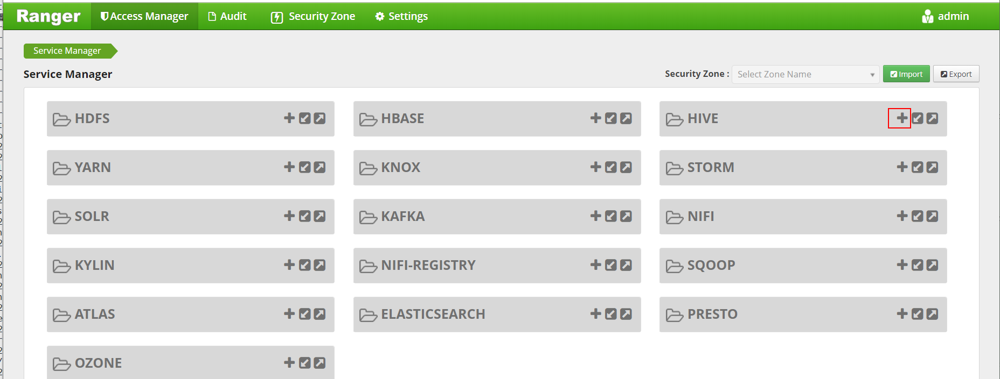 Ranger Access Manager Audit Security Zone Settings admin
Service Manager
Service Manager Security Zone : Select Zone Name Import Export
HDFS HBASE HIVE
YARN KNOX STORM
SOLR KAFKA NIFI
KYLIN NIFI-REGISTRY SQOOP
ATLAS ELASTICSEARCH PRESTO
OZONE